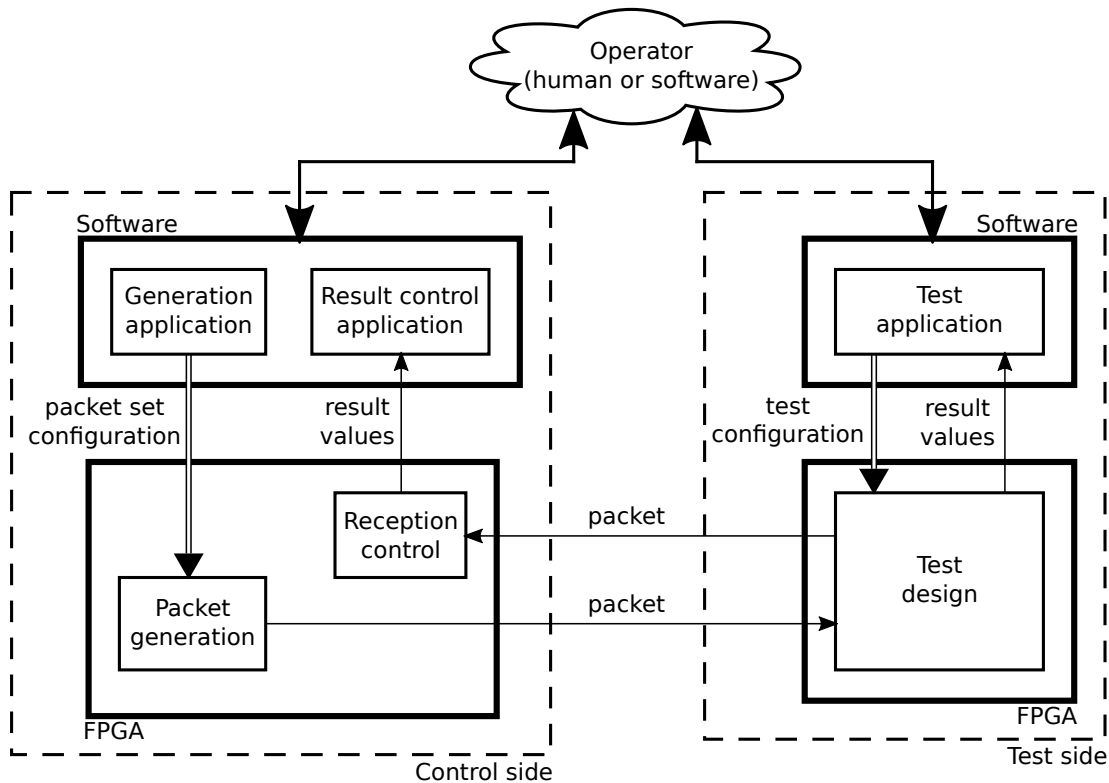 Operator
(human or software)
Software
Generation
application
Result control
application
packet set
configuration
result
values
Reception
control
Packet
generation
FPGA
Control side
packet
packet
Software
Test
application
test
configuration
result
values
Test
design
FPGA
Test side